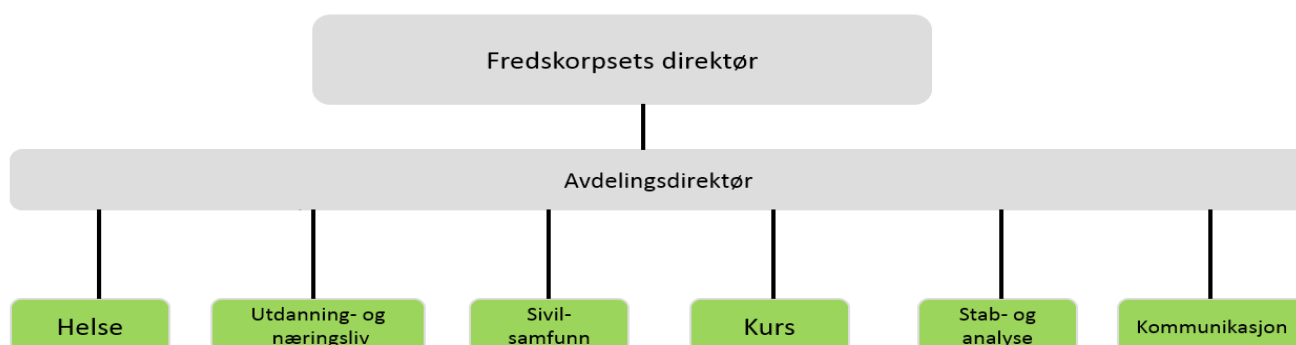 Fredskorpsets direktør
Avdelingsdirektør
Helse
Utdanning- og
næringsliv
Sivil-
samfunn
Kurs
Stab- og
analyse
Kommunikasjon